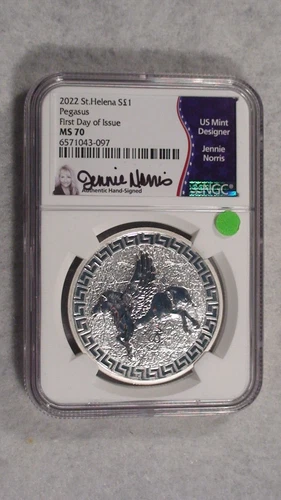 2022 St.Helena S£1
Pegasus
First Day of Issue
MS 70
6571043-097
Jennie Norris
Authentic Hand-Signed
US Mint
Designer
Jennie
Norris
NGC